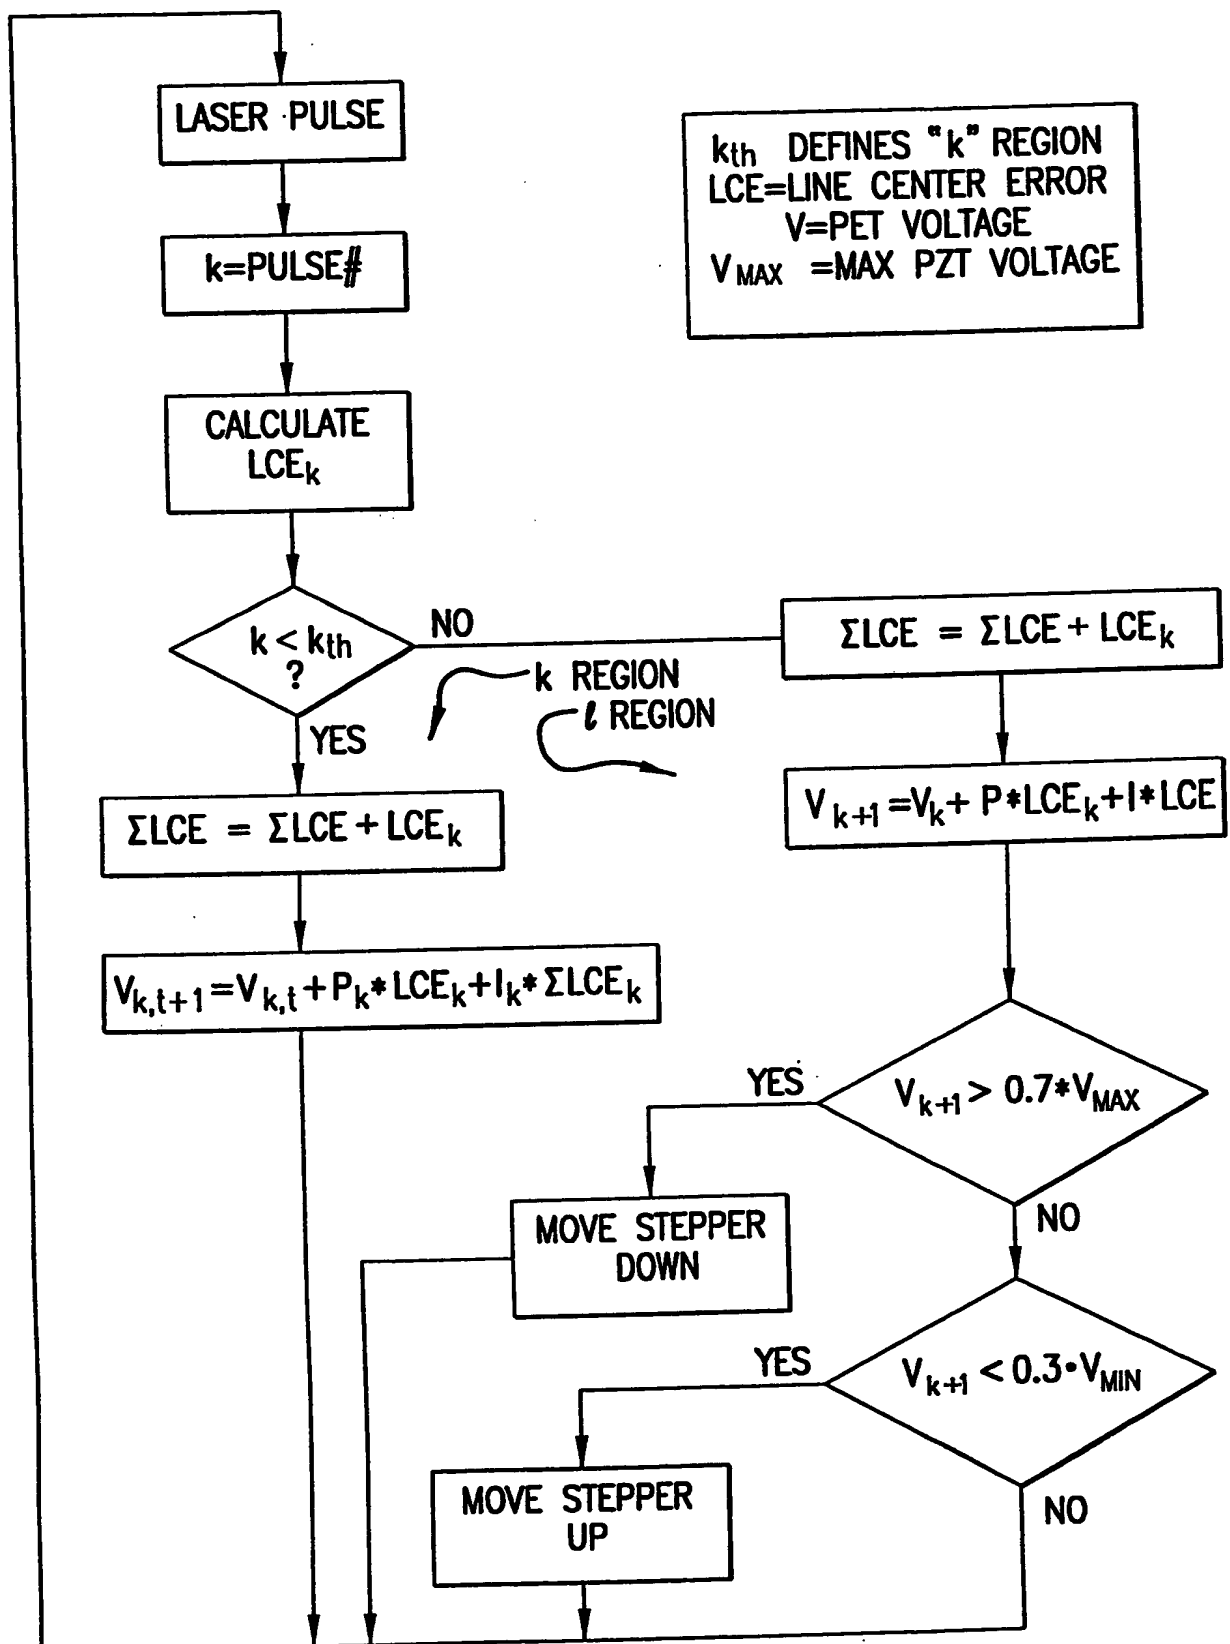 LASER PULSE
k=PULSE#
CALCULATE
LCEk
kth DEFINES "k" REGION
LCE=LINE CENTER ERROR
V=PET VOLTAGE
VMAX =MAX PZT VOLTAGE
k < kth
?
NO
YES
k REGION
ℓ REGION
ΣLCE = ΣLCE + LCEk
Vk,t+1=Vk,t+Pk*LCEk+Ik*ΣLCEk
ΣLCE = ΣLCE + LCEk
Vk+1=Vk+ P*LCEk+I*LCE
Vk+1 > 0.7*VMAX
YES
NO
MOVE STEPPER
DOWN
Vk+1 < 0.3•VMIN
YES
NO
MOVE STEPPER
UP